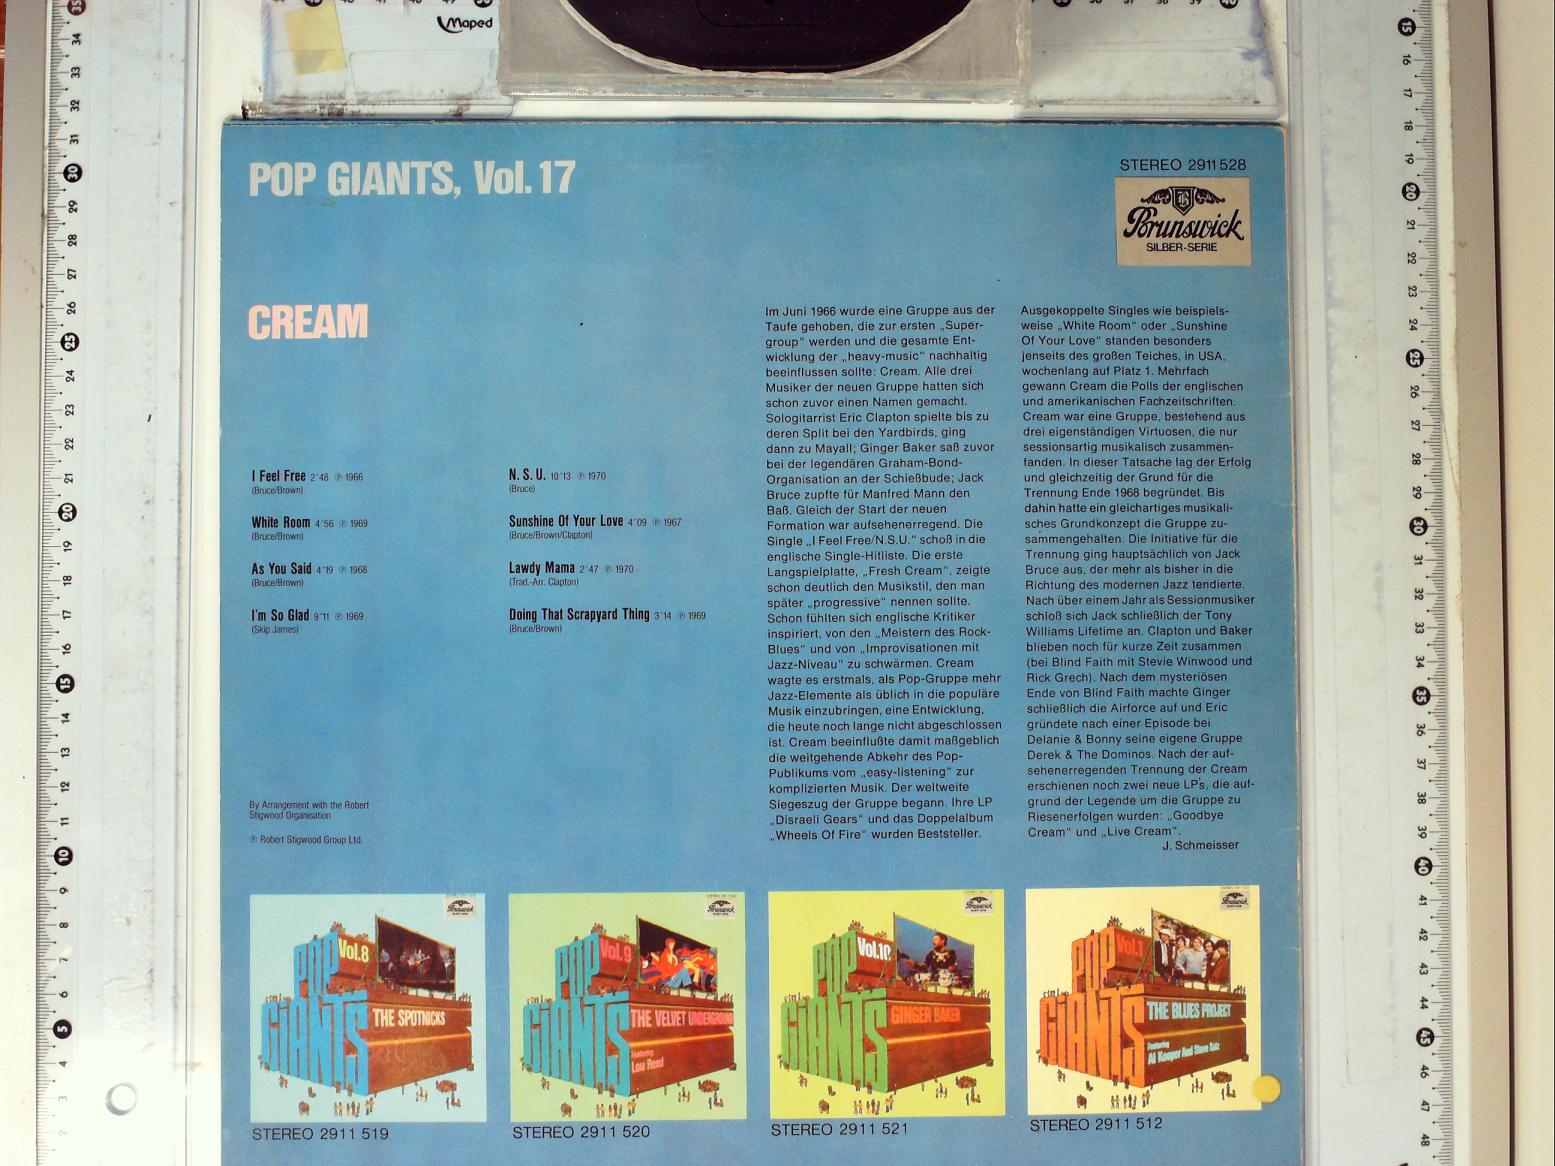 Maped
POP GIANTS, Vol. 17
STEREO 2911 528
Brunswick
SILBER-SERIE
CREAM
I Feel Free 2'48 ℗ 1966
(Bruce/Brown)
White Room 4'56 ℗ 1969
(Bruce/Brown)
As You Said 4'19 ℗ 1968
(Bruce/Brown)
I'm So Glad 9'11 ℗ 1969
(Skip James)
N. S. U. 10'13 ℗ 1970
(Bruce)
Sunshine Of Your Love 4'09 ℗ 1967
(Bruce/Brown/Clapton)
Lawdy Mama 2'47 ℗ 1970
(Trad.-Arr. Clapton)
Doing That Scrapyard Thing 3'14 ℗ 1969
(Bruce/Brown)
By Arrangement with the Robert
Stigwood Organisation
℗ Robert Stigwood Group Ltd.
Im Juni 1966 wurde eine Gruppe aus der
Taufe gehoben, die zur ersten „Super-
group“ werden und die gesamte Ent-
wicklung der „heavy-music“ nachhaltig
beeinflussen sollte: Cream. Alle drei
Musiker der neuen Gruppe hatten sich
schon zuvor einen Namen gemacht.
Sologitarrist Eric Clapton spielte bis zu
deren Split bei den Yardbirds, ging
dann zu Mayall; Ginger Baker saß zuvor
bei der legendären Graham-Bond-
Organisation an der Schießbude; Jack
Bruce zupfte für Manfred Mann den
Baß. Gleich der Start der neuen
Formation war aufsehenerregend. Die
Single „I Feel Free/N.S.U.“ schoß in die
englische Single-Hitliste. Die erste
Langspielplatte, „Fresh Cream“, zeigte
schon deutlich den Musikstil, den man
später „progressive“ nennen sollte.
Schon fühlten sich englische Kritiker
inspiriert, von den „Meistern des Rock-
Blues“ und von „Improvisationen mit
Jazz-Niveau“ zu schwärmen. Cream
wagte es erstmals, als Pop-Gruppe mehr
Jazz-Elemente als üblich in die populäre
Musik einzubringen, eine Entwicklung,
die heute noch lange nicht abgeschlossen
ist. Cream beeinflußte damit maßgeblich
die weitgehende Abkehr des Pop-
Publikums vom „easy-listening“ zur
komplizierten Musik. Der weltweite
Siegeszug der Gruppe begann. Ihre LP
„Disraeli Gears“ und das Doppelalbum
„Wheels Of Fire“ wurden Bestseller.
Ausgekoppelte Singles wie beispiels-
weise „White Room“ oder „Sunshine
Of Your Love“ standen besonders
jenseits des großen Teiches, in USA,
wochenlang auf Platz 1. Mehrfach
gewann Cream die Polls der englischen
und amerikanischen Fachzeitschriften.
Cream war eine Gruppe, bestehend aus
drei eigenständigen Virtuosen, die nur
sessionsartig musikalisch zusammen-
fanden. In dieser Tatsache lag der Erfolg
und gleichzeitig der Grund für die
Trennung Ende 1968 begründet. Bis
dahin hatte ein gleichartiges musikali-
sches Grundkonzept die Gruppe zu-
sammengehalten. Die Initiative für die
Trennung ging hauptsächlich von Jack
Bruce aus, der mehr als bisher in die
Richtung des modernen Jazz tendierte.
Nach über einem Jahr als Sessionmusiker
schloß sich Jack schließlich der Tony
Williams Lifetime an. Clapton und Baker
blieben noch für kurze Zeit zusammen
(bei Blind Faith mit Stevie Winwood und
Rick Grech). Nach dem mysteriösen
Ende von Blind Faith machte Ginger
schließlich die Airforce auf und Eric
gründete nach einer Episode bei
Delanie & Bonny seine eigene Gruppe
Derek & The Dominos. Nach der auf-
sehenerregenden Trennung der Cream
erschienen noch zwei neue LP's, die auf-
grund der Legende um die Gruppe zu
Riesenerfolgen wurden: „Goodbye
Cream“ und „Live Cream“.
J. Schmeisser
Brunswick
Vol.8
POP
GIANTS
THE SPOTNICKS
STEREO 2911 519
Brunswick
Vol.9
POP
GIANTS
THE VELVET UNDERGROUND
Featuring
Lou Reed
STEREO 2911 520
Brunswick
Vol.10
POP
GIANTS
GINGER BAKER
STEREO 2911 521
Brunswick
Vol.1
POP
GIANTS
THE BLUES PROJECT
Featuring
Al Kooper And Steve Katz
STEREO 2911 512